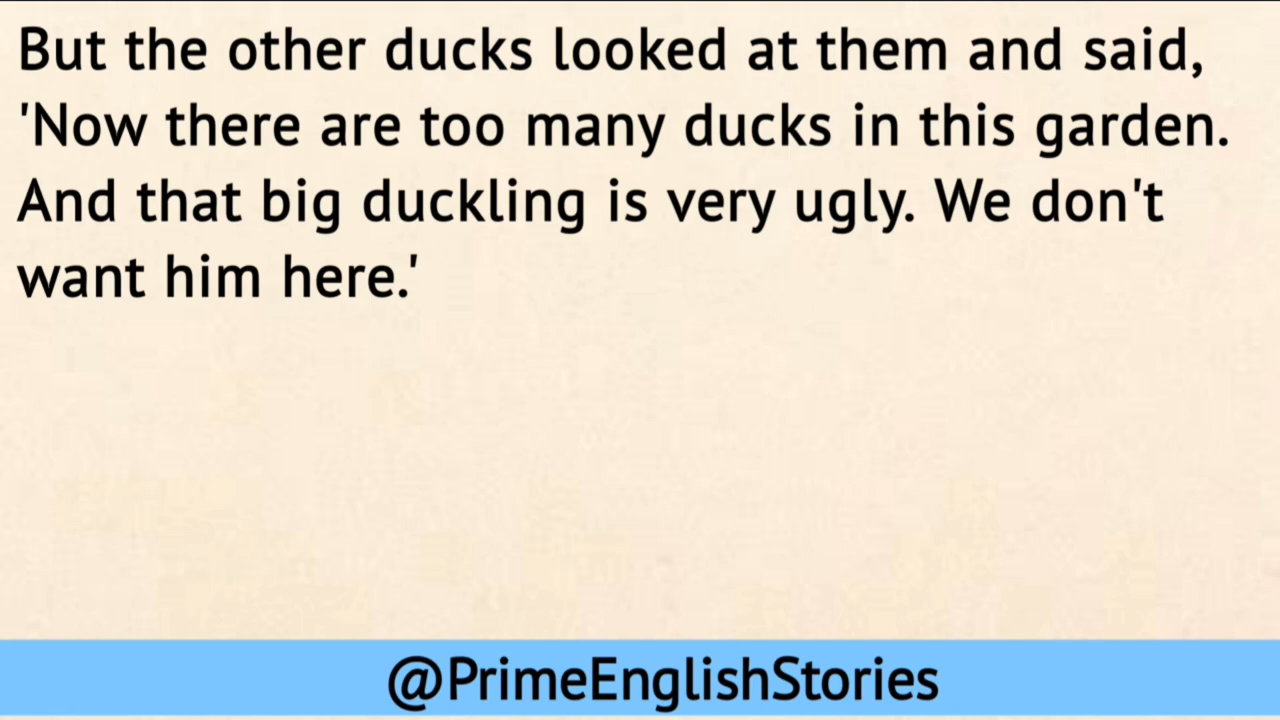 But the other ducks looked at them and said,
'Now there are too many ducks in this garden.
And that big duckling is very ugly. We don't
want him here.'
@PrimeEnglishStories